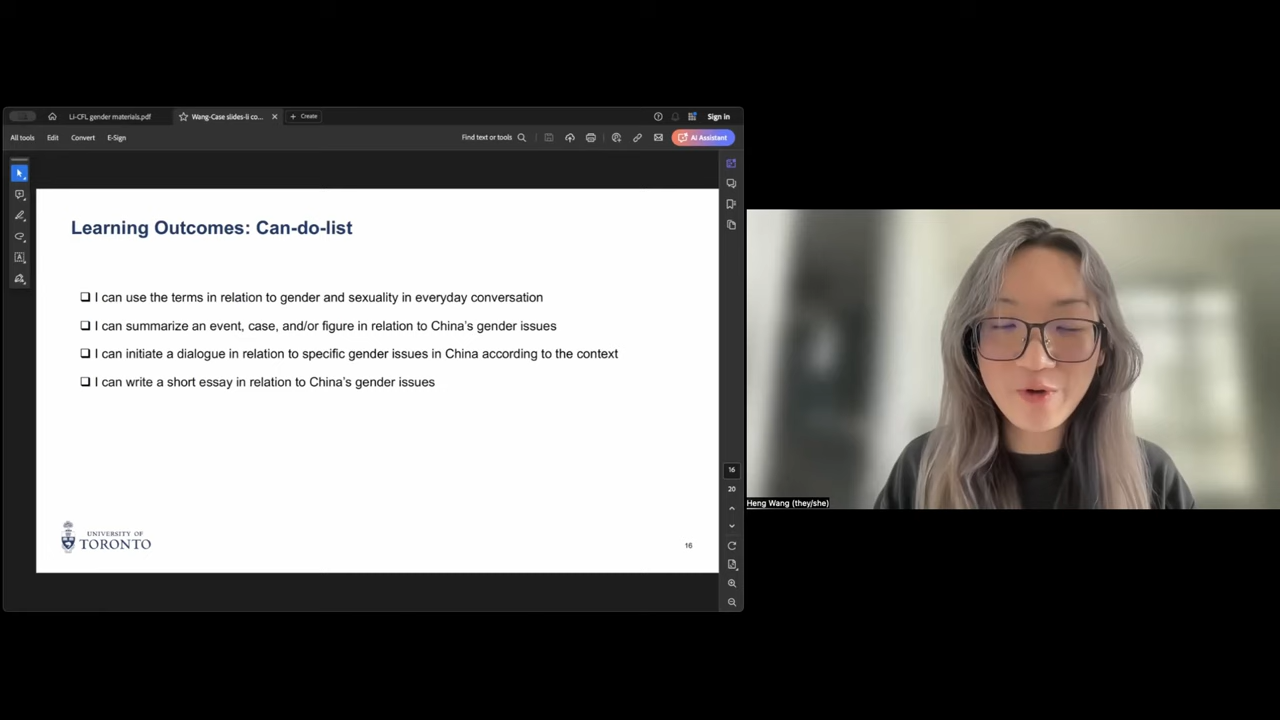 Li-CFL gender materials.pdf
Wang-Case slides-li co...
Create
Sign in
All tools
Edit
Convert
E-Sign
Find text or tools
AI Assistant
Learning Outcomes: Can-do-list
I can use the terms in relation to gender and sexuality in everyday conversation
I can summarize an event, case, and/or figure in relation to China's gender issues
I can initiate a dialogue in relation to specific gender issues in China according to the context
I can write a short essay in relation to China's gender issues
UNIVERSITY OF
TORONTO
16
16
20
Heng Wang (they/she)